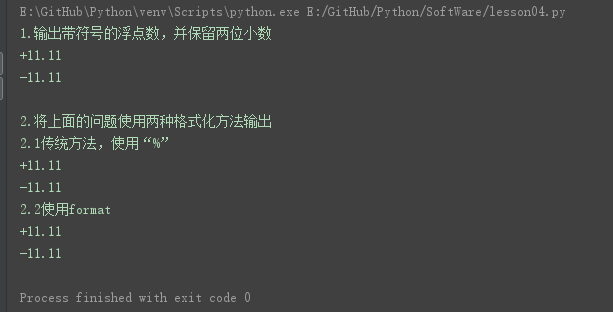 E:\GitHub\Python\venv\Scripts\python.exe E:/GitHub/Python/SoftWare/lesson04.py
1.输出带符号的浮点数，并保留两位小数
+11.11
-11.11
2.将上面的问题使用两种格式化方法输出
2.1传统方法，使用“%”
+11.11
-11.11
2.2使用format
+11.11
-11.11
Process finished with exit code 0